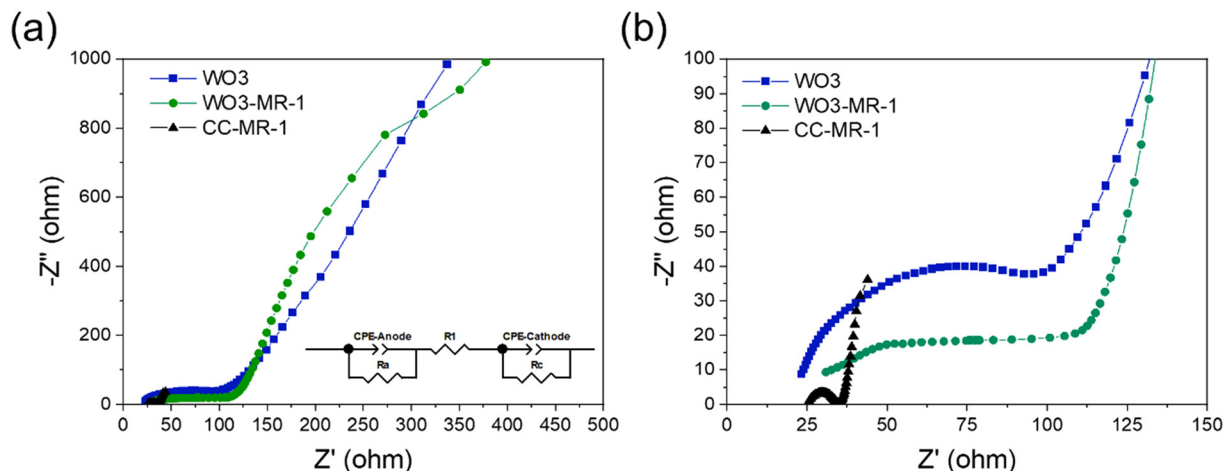 (a)
1000
800
600
400
200
0
-Z'' (ohm)
WO3
WO3-MR-1
CC-MR-1
CPE-Anode
R1
CPE-Cathode
Ra
Rc
0 50 100 150 200 250 300 350 400 450 500
Z' (ohm)
(b)
100
90
80
70
60
50
40
30
20
10
0
-Z'' (ohm)
WO3
WO3-MR-1
CC-MR-1
0 25 50 75 100 125 150
Z' (ohm)